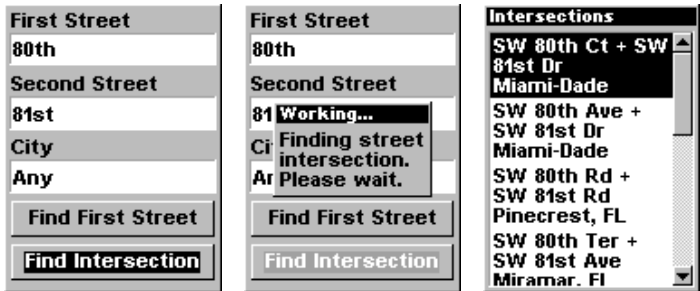 First Street
80th
Second Street
81st
City
Any
Find First Street
Find Intersection
First Street
80th
Second Street
81
Working...
Finding street
intersection.
Please wait.
Find First Street
Find Intersection
Intersections
SW 80th Ct + SW
81st Dr
Miami-Dade
SW 80th Ave +
SW 81st Dr
Miami-Dade
SW 80th Rd +
SW 81st Rd
Pinecrest, FL
SW 80th Ter +
SW 81st Ave
Miramar, FL